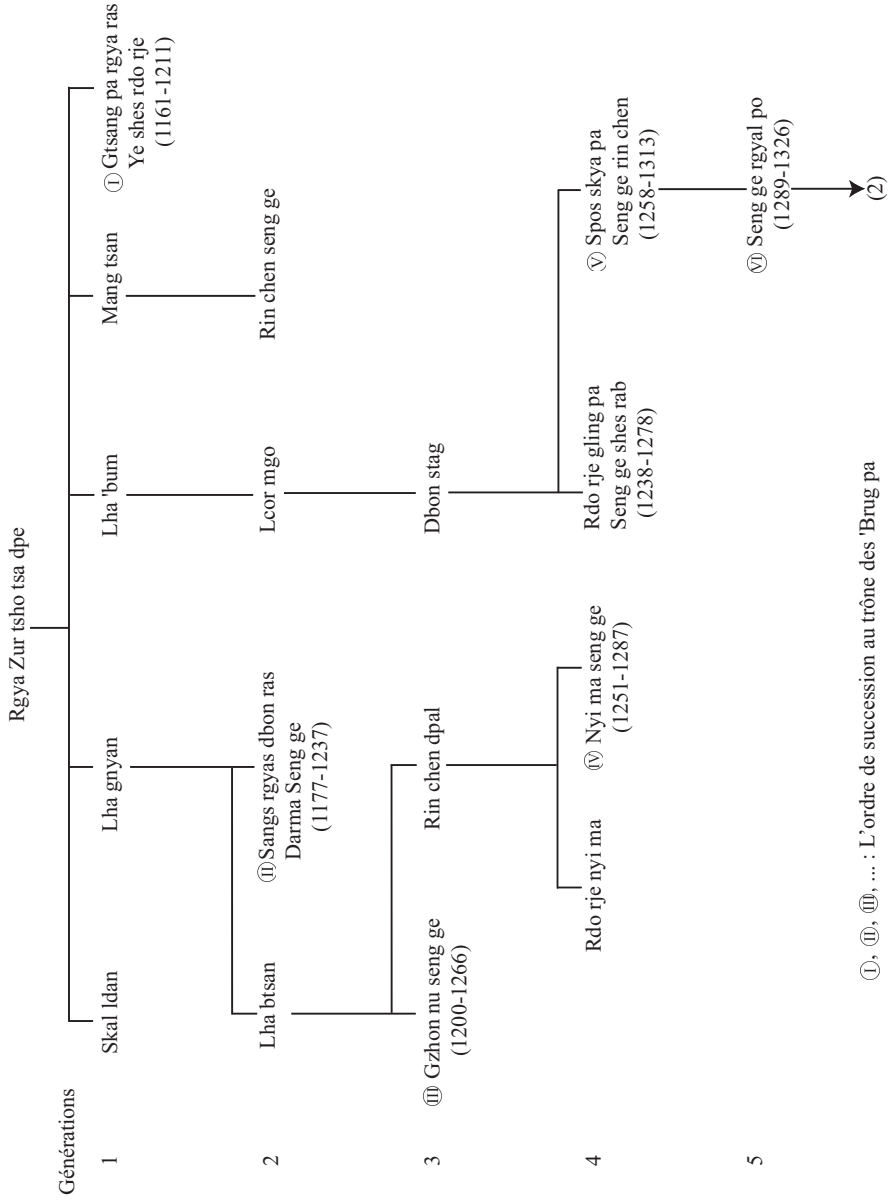 Rgya Zur tsho tsa dpe
Générations
1
Skal ldan
Lha gnyan
Lha 'bum
Mang tsan
Ⓘ Gtsang pa rgya ras
Ye shes rdo rje
(1161-1211)
2
Lha btsan
Ⓘⓘ Sangs rgyas dbon ras
Darma Seng ge
(1177-1237)
Lcor mgo
Rin chen seng ge
3
III Gzhon nu seng ge
(1200-1266)
Rin chen dpal
Dbon stag
4
Rdo rje nyi ma
IV Nyi ma seng ge
(1251-1287)
Rdo rje gling pa
Seng ge shes rab
(1238-1278)
V Spos skya pa
Seng ge rin chen
(1258-1313)
5
VI Seng ge rgyal po
(1289-1326)
(2)
I, II, III, ... : L'ordre de succession au trône des 'Brug pa